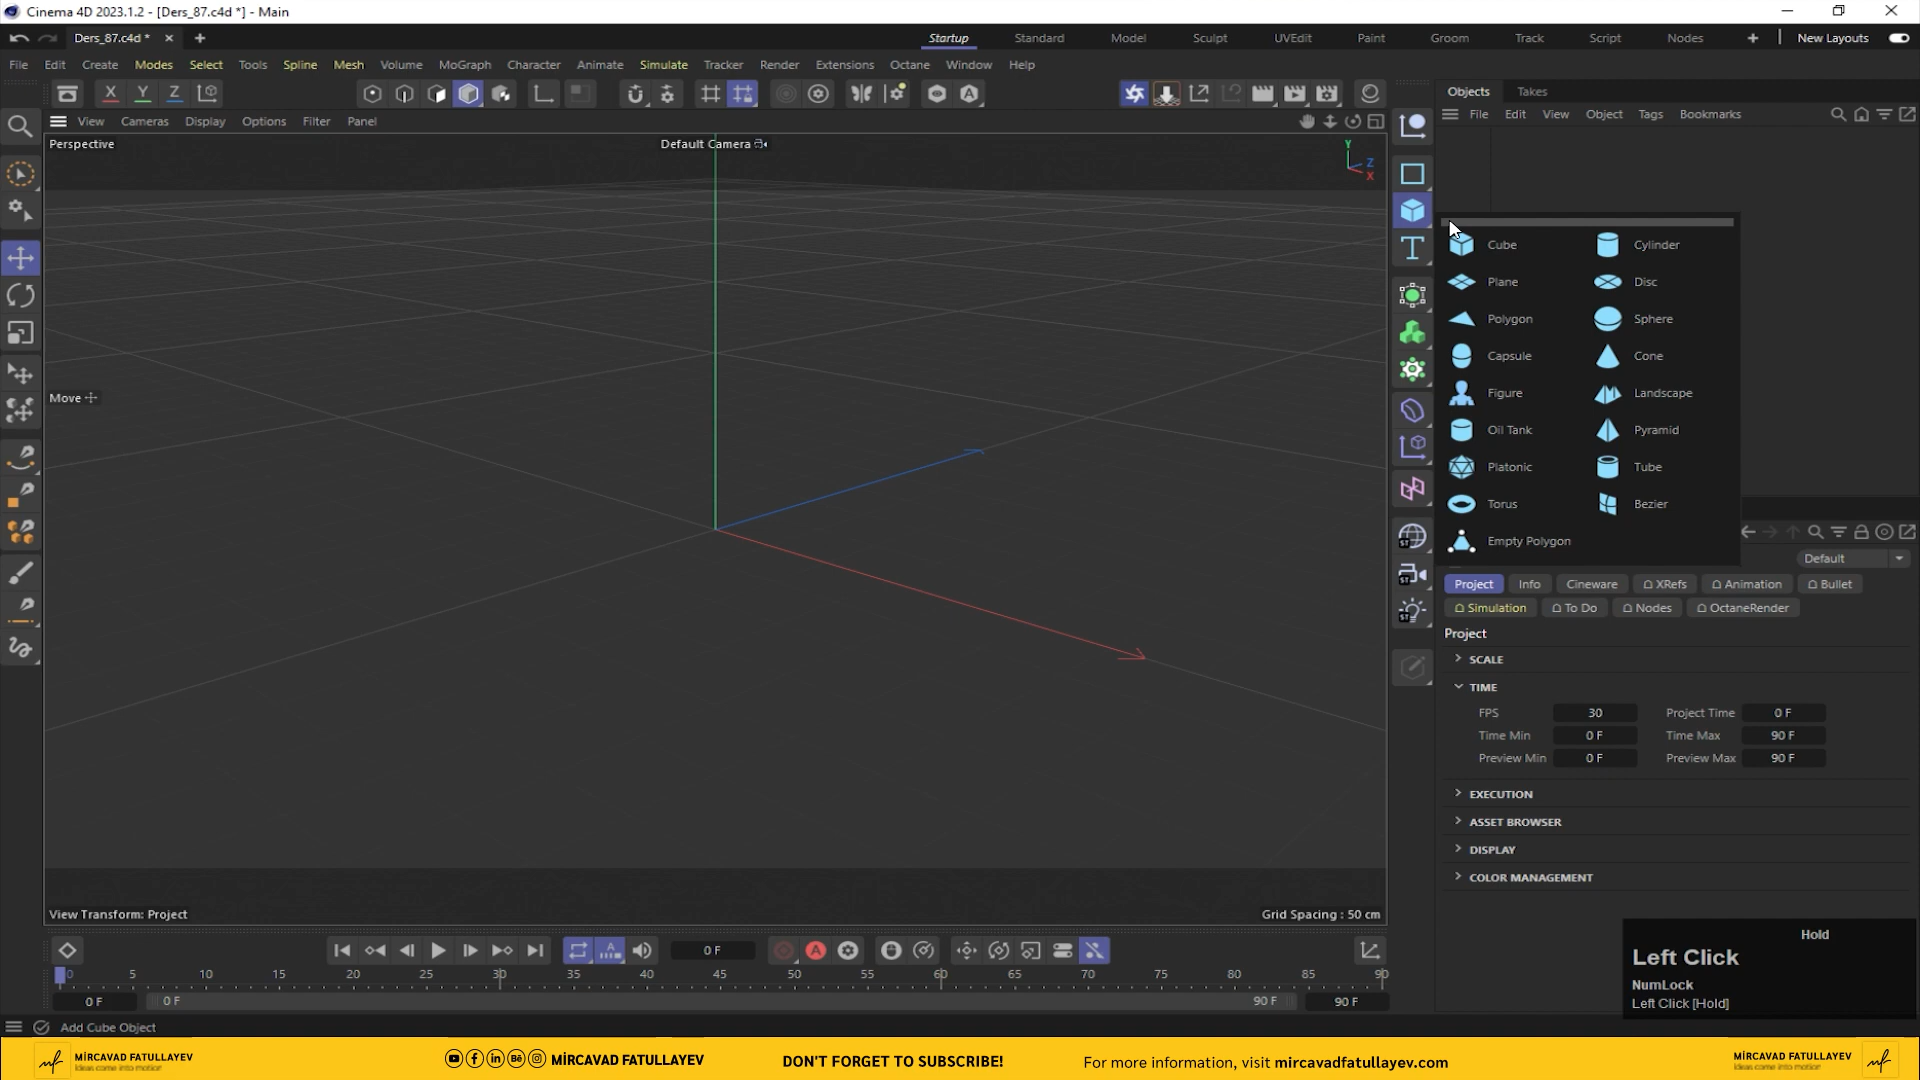 Cinema 4D 2023.1.2 - [Ders_87.c4d *] - Main
Ders_87.c4d *
Startup Standard Model Sculpt UVEdit Paint Groom Track Script Nodes New Layouts
File Edit Create Modes Select Tools Spline Mesh Volume MoGraph Character Animate Simulate Tracker Render Extensions Octane Window Help
X Y Z
Objects Takes
File Edit View Object Tags Bookmarks
View Cameras Display Options Filter Panel
Perspective
Default Camera
Y
Z
X
Move
Cube Cylinder
Plane Disc
Polygon Sphere
Capsule Cone
Figure Landscape
Oil Tank Pyramid
Platonic Tube
Torus Bezier
Empty Polygon
Default
Project Info Cineware XRefs Animation Bullet
Simulation To Do Nodes OctaneRender
Project
SCALE
TIME
FPS 30 Project Time 0 F
Time Min 0 F Time Max 90 F
Preview Min 0 F Preview Max 90 F
EXECUTION
ASSET BROWSER
DISPLAY
COLOR MANAGEMENT
View Transform: Project
Grid Spacing : 50 cm
0 F
0 5 10 15 20 25 30 35 40 45 50 55 60 65 70 75 80 85 90
0 F 0 F 90 F 90 F
Hold
Left Click
NumLock
Left Click [Hold]
Add Cube Object
MİRCAVAD FATULLAYEV
Ideas come into motion
MİRCAVAD FATULLAYEV
DON'T FORGET TO SUBSCRIBE!
For more information, visit mircavadfatullayev.com
MİRCAVAD FATULLAYEV
Ideas come into motion